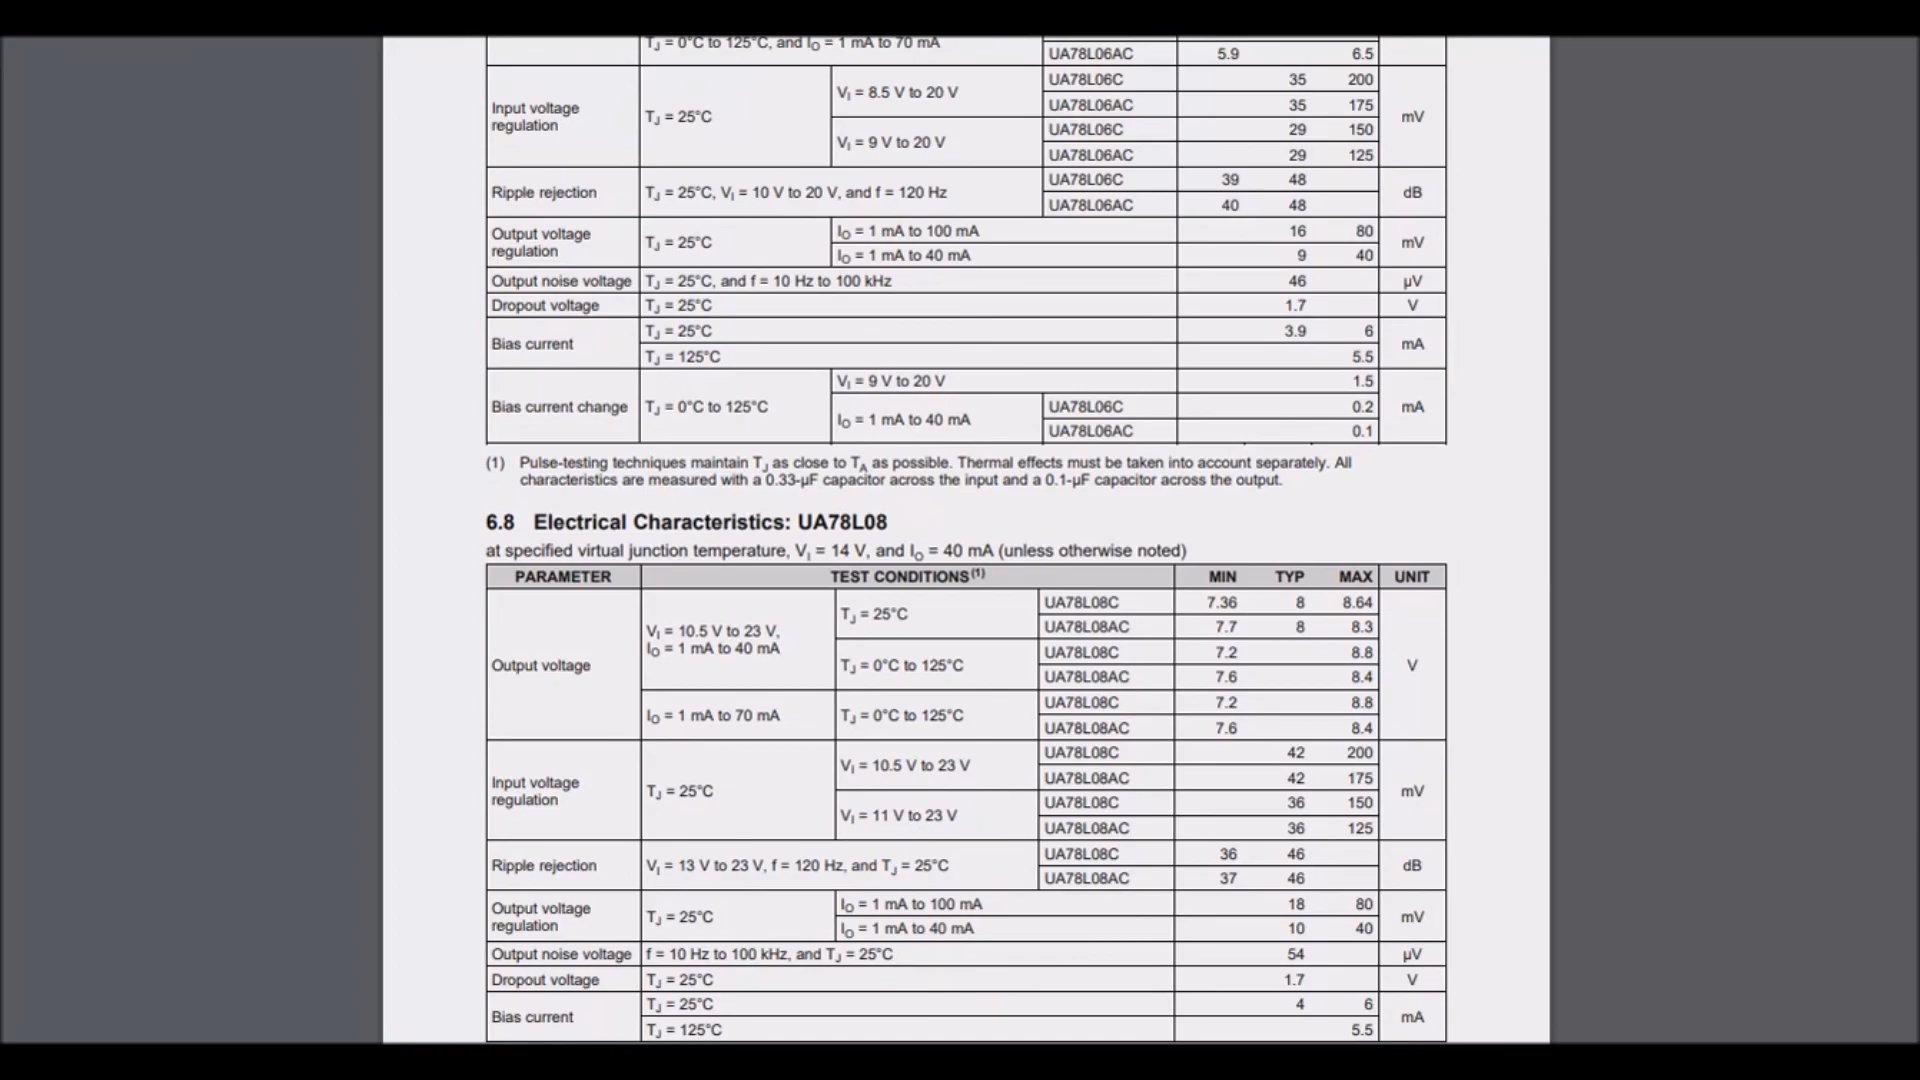 TJ = 0°C to 125°C, and IO = 1 mA to 70 mA
UA78L06AC 5.9 6.5
Input voltage regulation TJ = 25°C VI = 8.5 V to 20 V UA78L06C 35 200 mV
UA78L06AC 35 175
VI = 9 V to 20 V UA78L06C 29 150
UA78L06AC 29 125
Ripple rejection TJ = 25°C, VI = 10 V to 20 V, and f = 120 Hz UA78L06C 39 48 dB
UA78L06AC 40 48
Output voltage regulation TJ = 25°C IO = 1 mA to 100 mA 16 80 mV
IO = 1 mA to 40 mA 9 40
Output noise voltage TJ = 25°C, and f = 10 Hz to 100 kHz 46 µV
Dropout voltage TJ = 25°C 1.7 V
Bias current TJ = 25°C 3.9 6 mA
TJ = 125°C 5.5
Bias current change TJ = 0°C to 125°C VI = 9 V to 20 V 1.5 mA
IO = 1 mA to 40 mA UA78L06C 0.2
UA78L06AC 0.1
(1) Pulse-testing techniques maintain TJ as close to TA as possible. Thermal effects must be taken into account separately. All
characteristics are measured with a 0.33-µF capacitor across the input and a 0.1-µF capacitor across the output.
6.8 Electrical Characteristics: UA78L08
at specified virtual junction temperature, VI = 14 V, and IO = 40 mA (unless otherwise noted)
PARAMETER TEST CONDITIONS(1) MIN TYP MAX UNIT
Output voltage VI = 10.5 V to 23 V, IO = 1 mA to 40 mA TJ = 25°C UA78L08C 7.36 8 8.64 V
UA78L08AC 7.7 8 8.3
TJ = 0°C to 125°C UA78L08C 7.2 8.8
UA78L08AC 7.6 8.4
IO = 1 mA to 70 mA TJ = 0°C to 125°C UA78L08C 7.2 8.8
UA78L08AC 7.6 8.4
Input voltage regulation TJ = 25°C VI = 10.5 V to 23 V UA78L08C 42 200 mV
UA78L08AC 42 175
VI = 11 V to 23 V UA78L08C 36 150
UA78L08AC 36 125
Ripple rejection VI = 13 V to 23 V, f = 120 Hz, and TJ = 25°C UA78L08C 36 46 dB
UA78L08AC 37 46
Output voltage regulation TJ = 25°C IO = 1 mA to 100 mA 18 80 mV
IO = 1 mA to 40 mA 10 40
Output noise voltage f = 10 Hz to 100 kHz, and TJ = 25°C 54 µV
Dropout voltage TJ = 25°C 1.7 V
Bias current TJ = 25°C 4 6 mA
TJ = 125°C 5.5